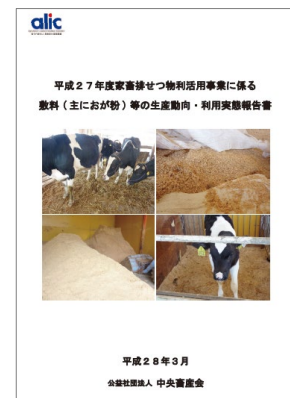 alic
平成２７年度家畜排せつ物利活用事業に係る
敷料（主におが粉）等の生産動向・利用実態報告書
平成２８年３月
公益社団法人 中央畜産会